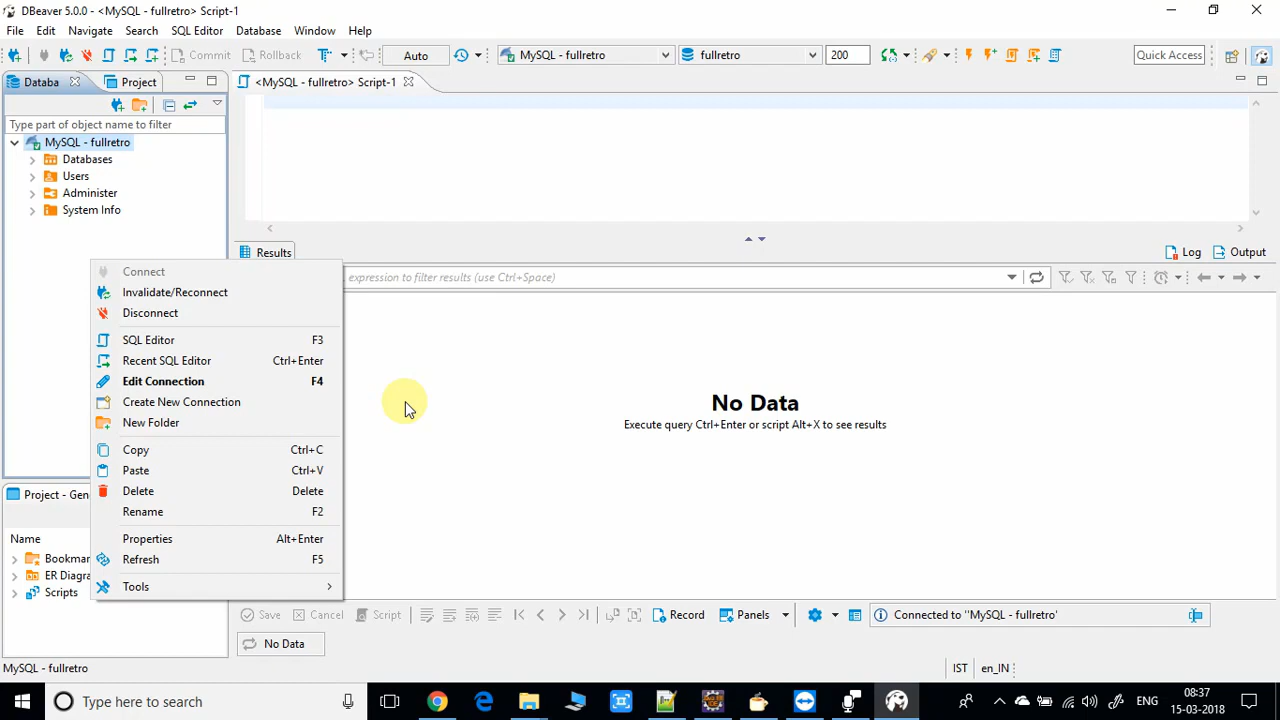 DBeaver 5.0.0 - <MySQL - fullretro> Script-1
File Edit Navigate Search SQL Editor Database Window Help
Commit Rollback Auto MySQL - fullretro fullretro 200 Quick Access
Databa Project <MySQL - fullretro> Script-1
Type part of object name to filter
MySQL - fullretro
Databases
Users
Administer
System Info
Results Log Output
expression to filter results (use Ctrl+Space)
Connect
Invalidate/Reconnect
Disconnect
SQL Editor F3
Recent SQL Editor Ctrl+Enter
Edit Connection F4
Create New Connection
New Folder
Copy Ctrl+C
Paste Ctrl+V
Delete Delete
Rename F2
Properties Alt+Enter
Refresh F5
Tools
No Data
Execute query Ctrl+Enter or script Alt+X to see results
Project - Gen
Name
Bookmar
ER Diagra
Scripts
Save Cancel Script Record Panels Connected to "MySQL - fullretro'
No Data
MySQL - fullretro IST en_IN
Type here to search ENG 08:37
15-03-2018